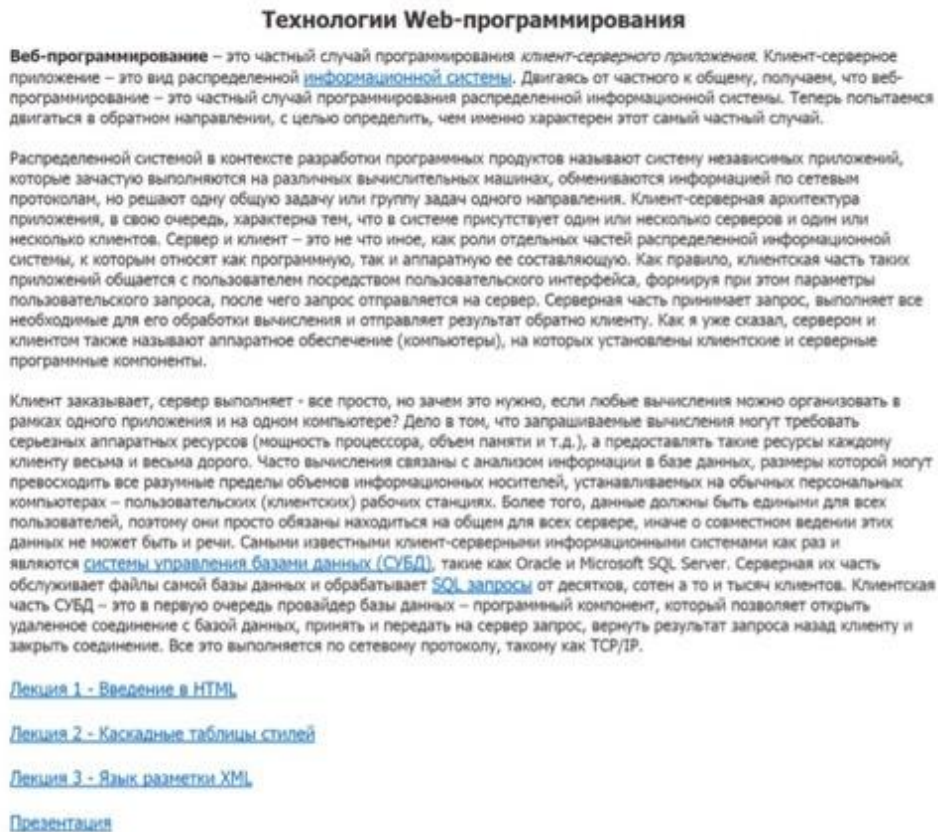 Технологии Web-программирования
Веб-программирование – это частный случай программирования клиент-серверного приложения. Клиент-серверное
приложение – это вид распределенной информационной системы. Двигаясь от частного к общему, получаем, что веб-
программирование – это частный случай программирования распределенной информационной системы. Теперь попытаемся
двигаться в обратном направлении, с целью определить, чем именно характерен этот самый частный случай.
Распределенной системой в контексте разработки программных продуктов называют систему независимых приложений,
которые зачастую выполняются на различных вычислительных машинах, обмениваются информацией по сетевым
протоколам, но решают одну общую задачу или группу задач одного направления. Клиент-серверная архитектура
приложения, в свою очередь, характерна тем, что в системе присутствует один или несколько серверов и один или
несколько клиентов. Сервер и клиент – это не что иное, как роли отдельных частей распределенной информационной
системы, к которым относят как программную, так и аппаратную ее составляющую. Как правило, клиентская часть таких
приложений общается с пользователем посредством пользовательского интерфейса, формируя при этом параметры
пользовательского запроса, после чего запрос отправляется на сервер. Серверная часть принимает запрос, выполняет все
необходимые для его обработки вычисления и отправляет результат обратно клиенту. Как я уже сказал, сервером и
клиентом также называют аппаратное обеспечение (компьютеры), на которых установлены клиентские и серверные
программные компоненты.
Клиент заказывает, сервер выполняет - все просто, но зачем это нужно, если любые вычисления можно организовать в
рамках одного приложения и на одном компьютере? Дело в том, что запрашиваемые вычисления могут требовать
серьезных аппаратных ресурсов (мощность процессора, объем памяти и т.д.), а предоставлять такие ресурсы каждому
клиенту весьма и весьма дорого. Часто вычисления связаны с анализом информации в базе данных, размеры которой могут
превосходить все разумные пределы объемов информационных носителей, устанавливаемых на обычных персональных
компьютерах – пользовательских (клиентских) рабочих станциях. Более того, данные должны быть едиными для всех
пользователей, поэтому они просто обязаны находиться на общем для всех сервере, иначе о совместном ведении этих
данных не может быть и речи. Самыми известными клиент-серверными информационными системами как раз и
являются системы управления базами данных (СУБД), такие как Oracle и Microsoft SQL Server. Серверная их часть
обслуживает файлы самой базы данных и обрабатывает SQL запросы от десятков, сотен а то и тысяч клиентов. Клиентская
часть СУБД – это в первую очередь провайдер базы данных – программный компонент, который позволяет открыть
удаленное соединение с базой данных, принять и передать на сервер запрос, вернуть результат запроса назад клиенту и
закрыть соединение. Все это выполняется по сетевому протоколу, такому как TCP/IP.
Лекция 1 - Введение в HTML
Лекция 2 - Каскадные таблицы стилей
Лекция 3 - Язык разметки XML
Презентация